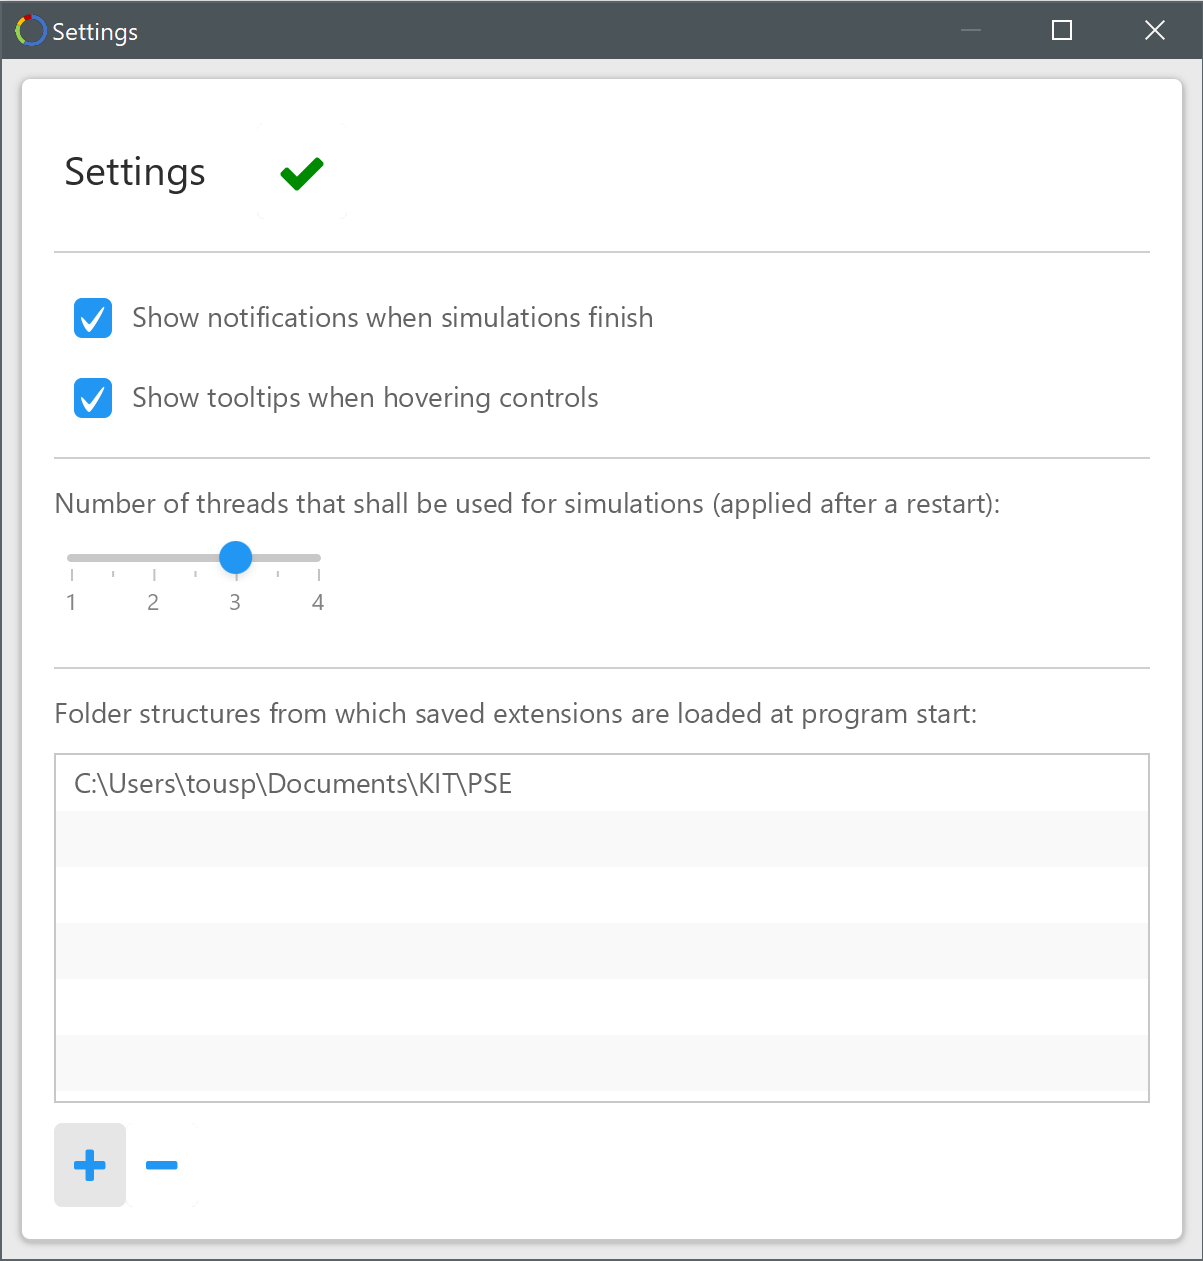 Settings
Settings
Show notifications when simulations finish
Show tooltips when hovering controls
Number of threads that shall be used for simulations (applied after a restart):
1 2 3 4
Folder structures from which saved extensions are loaded at program start:
C:\Users\tousp\Documents\KIT\PSE